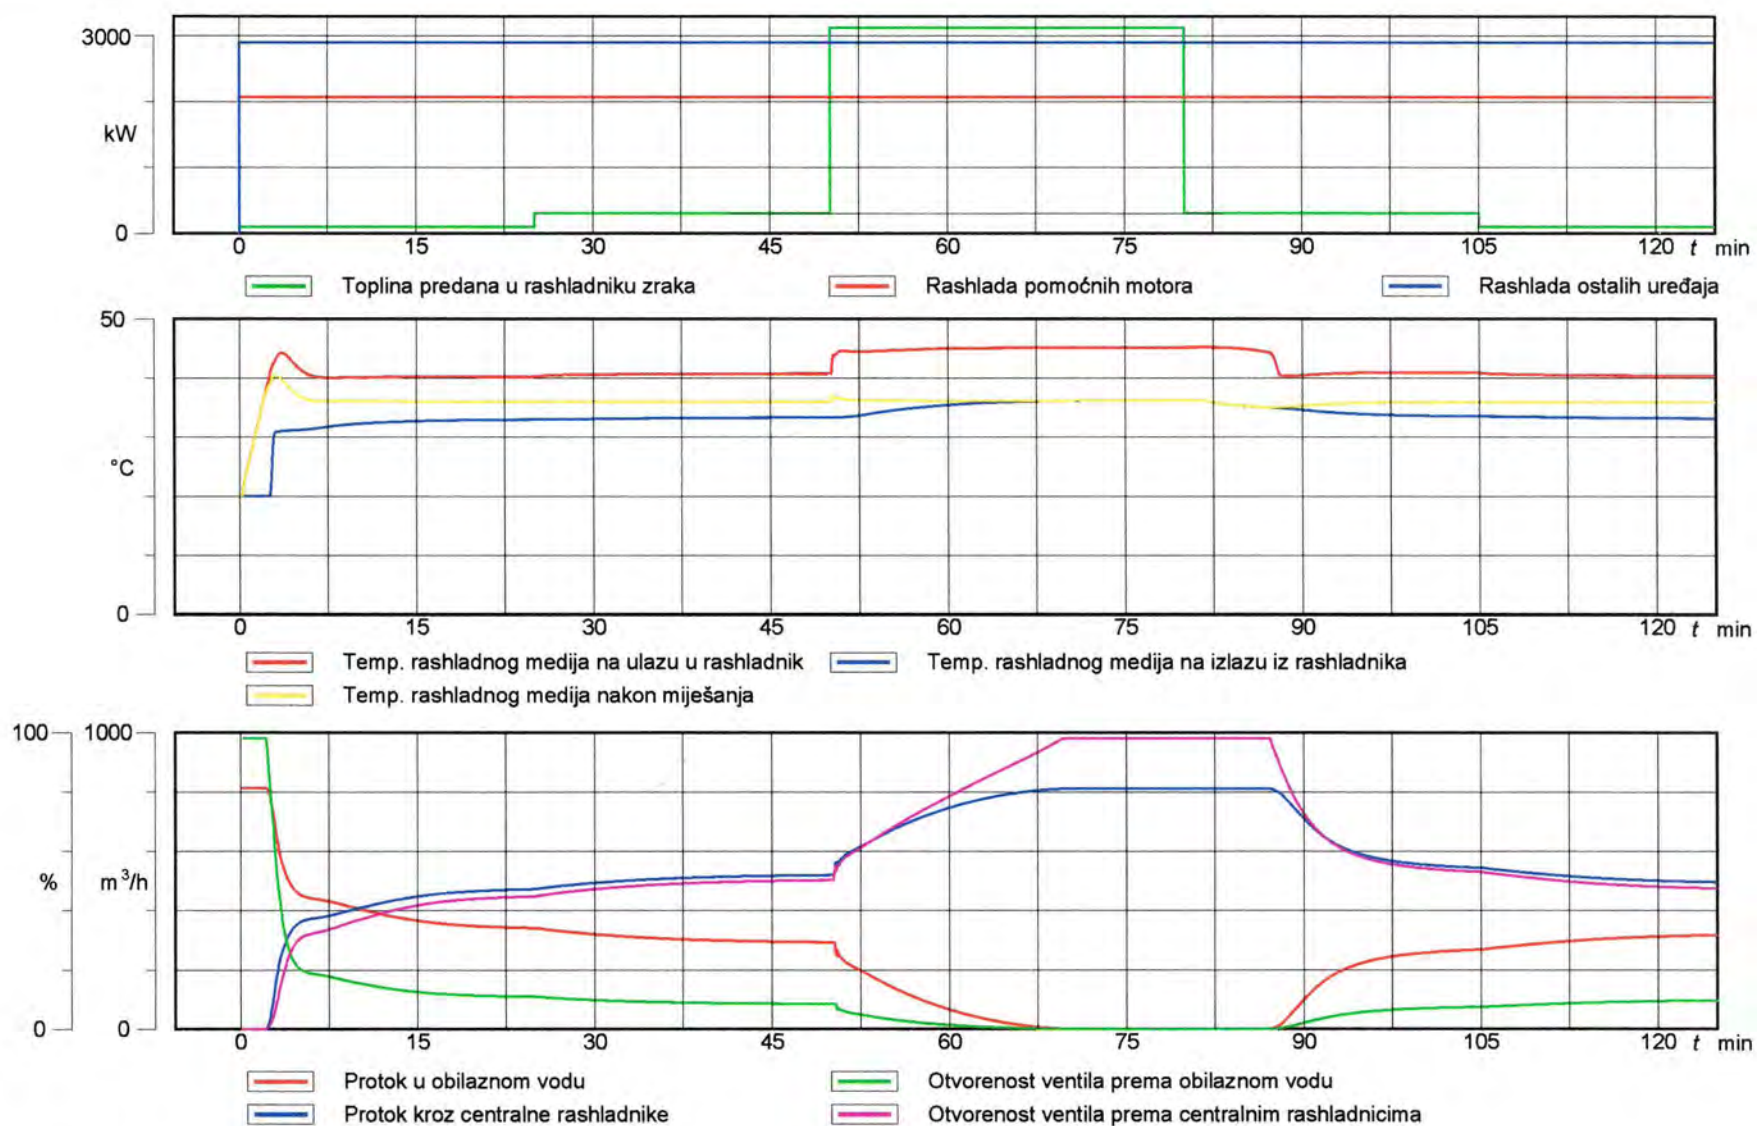 3000
kW
0
0 15 30 45 60 75 90 105 120 t min
Toplina predana u rashladniku zraka Rashlada pomoćnih motora Rashlada ostalih uređaja
50
°C
0
0 15 30 45 60 75 90 105 120 t min
Temp. rashladnog medija na ulazu u rashladnik Temp. rashladnog medija na izlazu iz rashladnika
Temp. rashladnog medija nakon miješanja
100 1000
% m³/h
0 0
0 15 30 45 60 75 90 105 120 t min
Protok u obilaznom vodu Otvorenost ventila prema obilaznom vodu
Protok kroz centralne rashladnike Otvorenost ventila prema centralnim rashladnicima